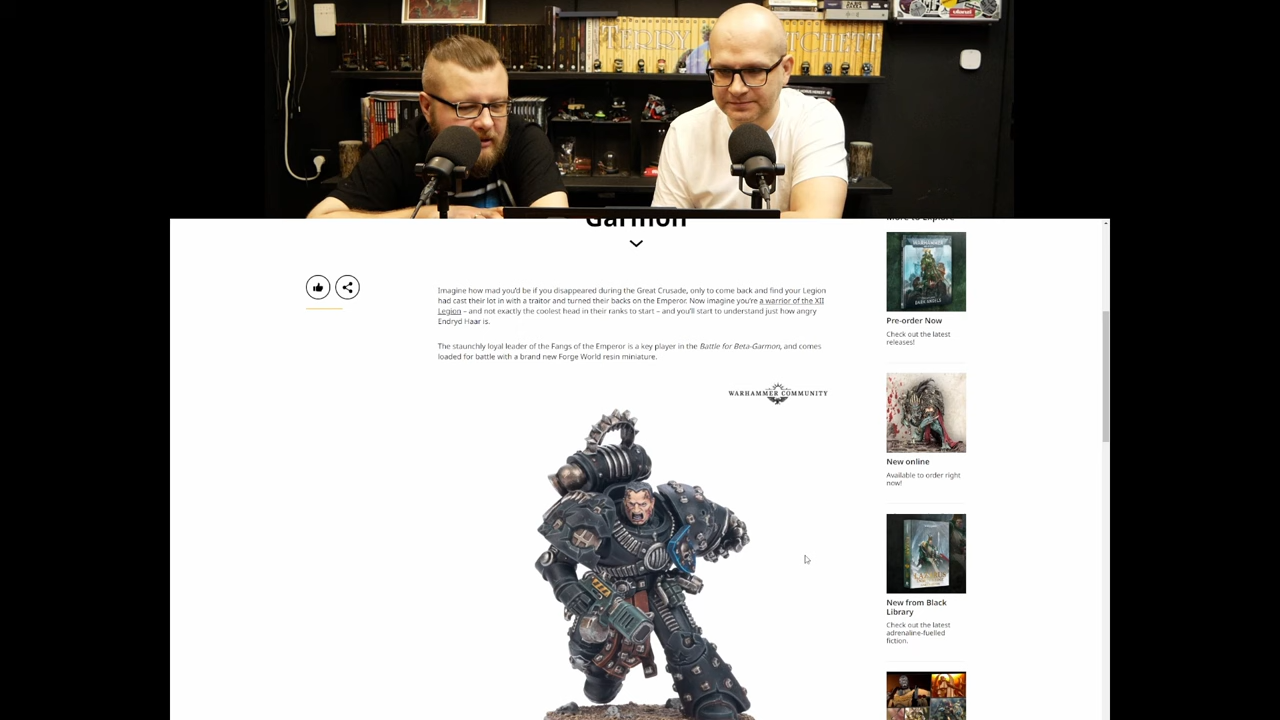 TERRY PRATCHETT
Garmon
More to Explore
Imagine how mad you'd be if you disappeared during the Great Crusade, only to come back and find your Legion
had cast their lot in with a traitor and turned their backs on the Emperor. Now imagine you're a warrior of the XII
Legion – and not exactly the coolest head in their ranks to start – and you'll start to understand just how angry
Endryd Haar is.
The staunchly loyal leader of the Fangs of the Emperor is a key player in the Battle for Beta-Garmon, and comes
loaded for battle with a brand new Forge World resin miniature.
WARHAMMER COMMUNITY
WARHAMMER
DARK ANGELS
Pre-order Now
Check out the latest
releases!
New online
Available to order right
now!
New from Black
Library
Check out the latest
adrenaline-fuelled
fiction.